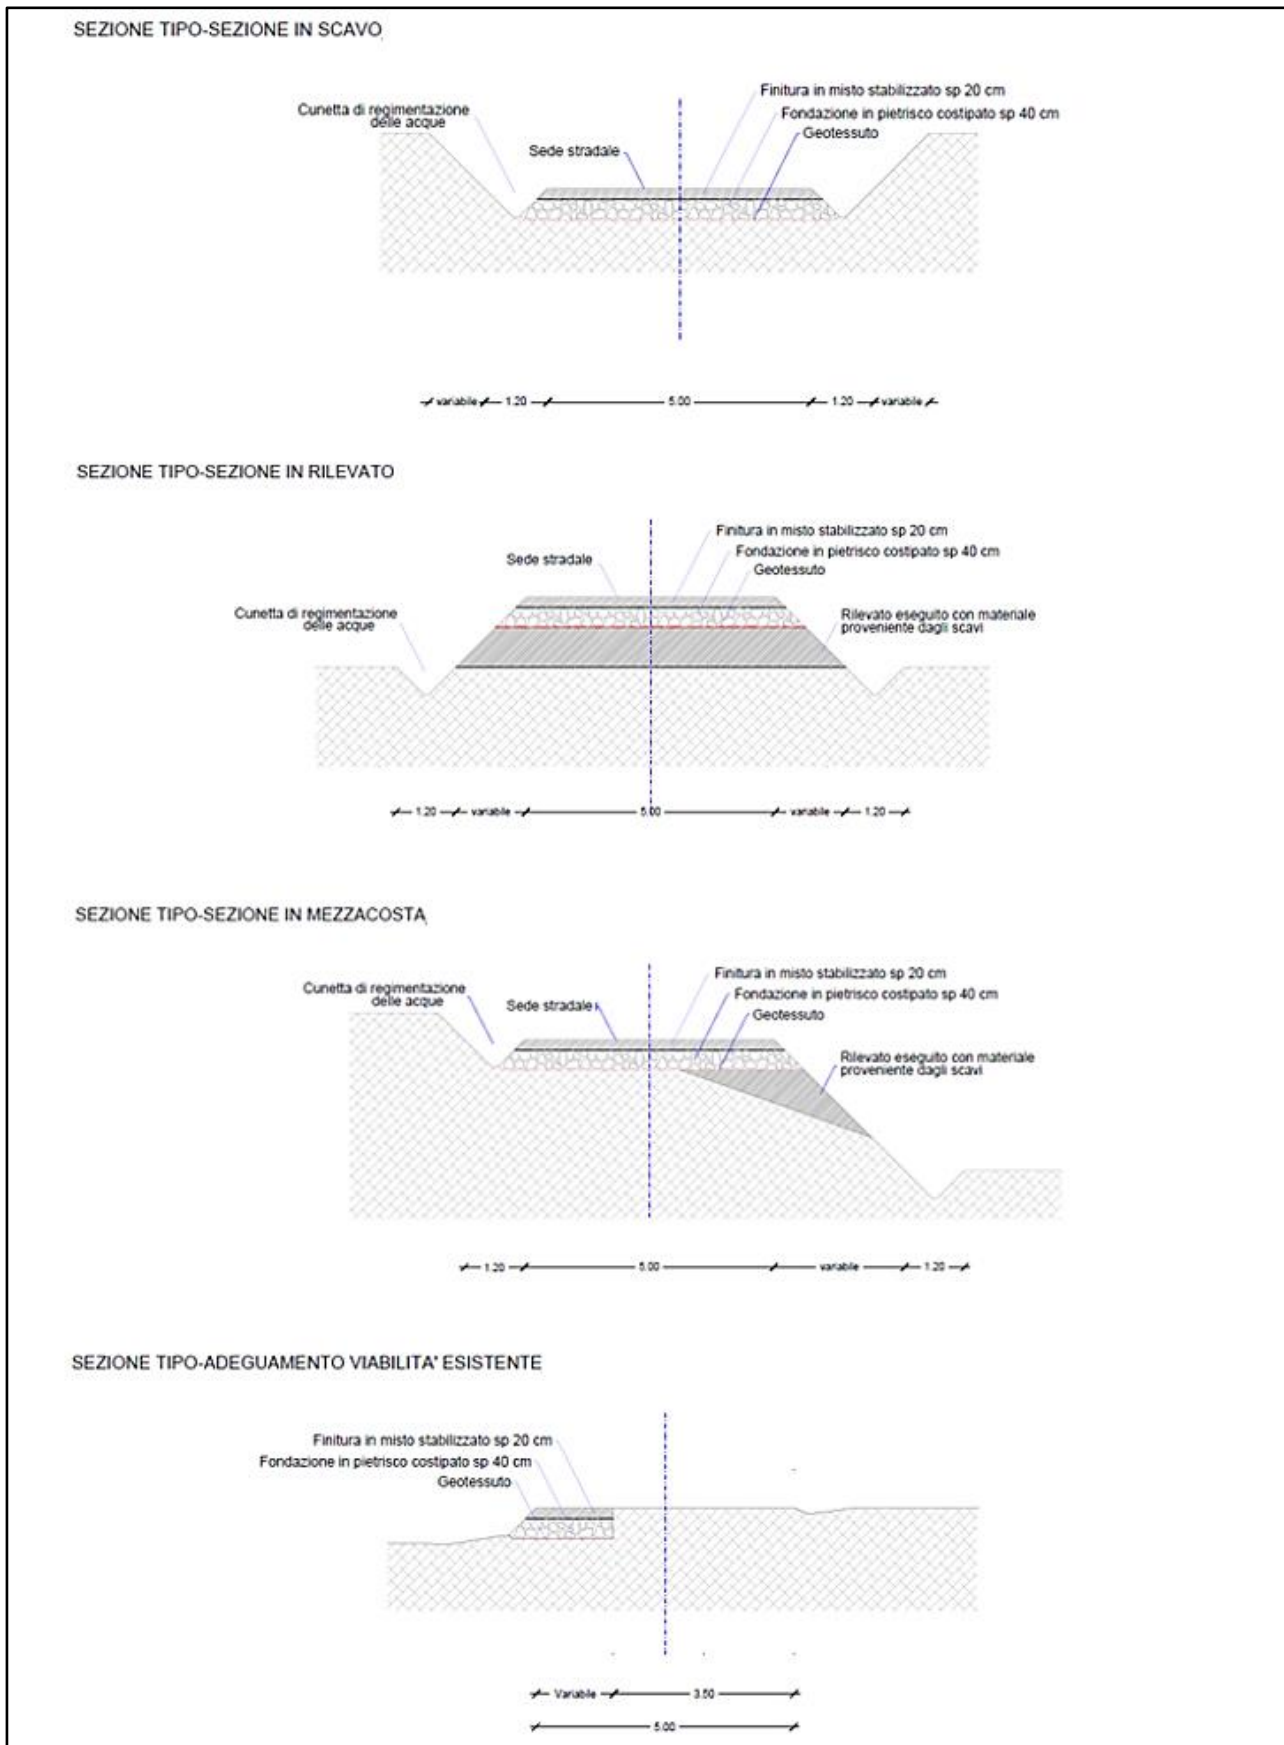 SEZIONE TIPO-SEZIONE IN SCAVO
Finitura in misto stabilizzato sp 20 cm
Cunetta di regimentazione
delle acque
Fondazione in pietrisco costipato sp 40 cm
Geotessuto
Sede stradale
variabile 1.20 5.00 1.20 variabile
SEZIONE TIPO-SEZIONE IN RILEVATO
Finitura in misto stabilizzato sp 20 cm
Fondazione in pietrisco costipato sp 40 cm
Sede stradale
Geotessuto
Cunetta di regimentazione
delle acque
Rilevato eseguito con materiale
proveniente dagli scavi
1.20 variabile 5.00 variabile 1.20
SEZIONE TIPO-SEZIONE IN MEZZACOSTA
Finitura in misto stabilizzato sp 20 cm
Cunetta di regimentazione
delle acque
Fondazione in pietrisco costipato sp 40 cm
Sede stradale
Geotessuto
Rilevato eseguito con materiale
proveniente dagli scavi
1.20 5.00 variabile 1.20
SEZIONE TIPO-ADEGUAMENTO VIABILITA' ESISTENTE
Finitura in misto stabilizzato sp 20 cm
Fondazione in pietrisco costipato sp 40 cm
Geotessuto
Variabile 3.50
5.00